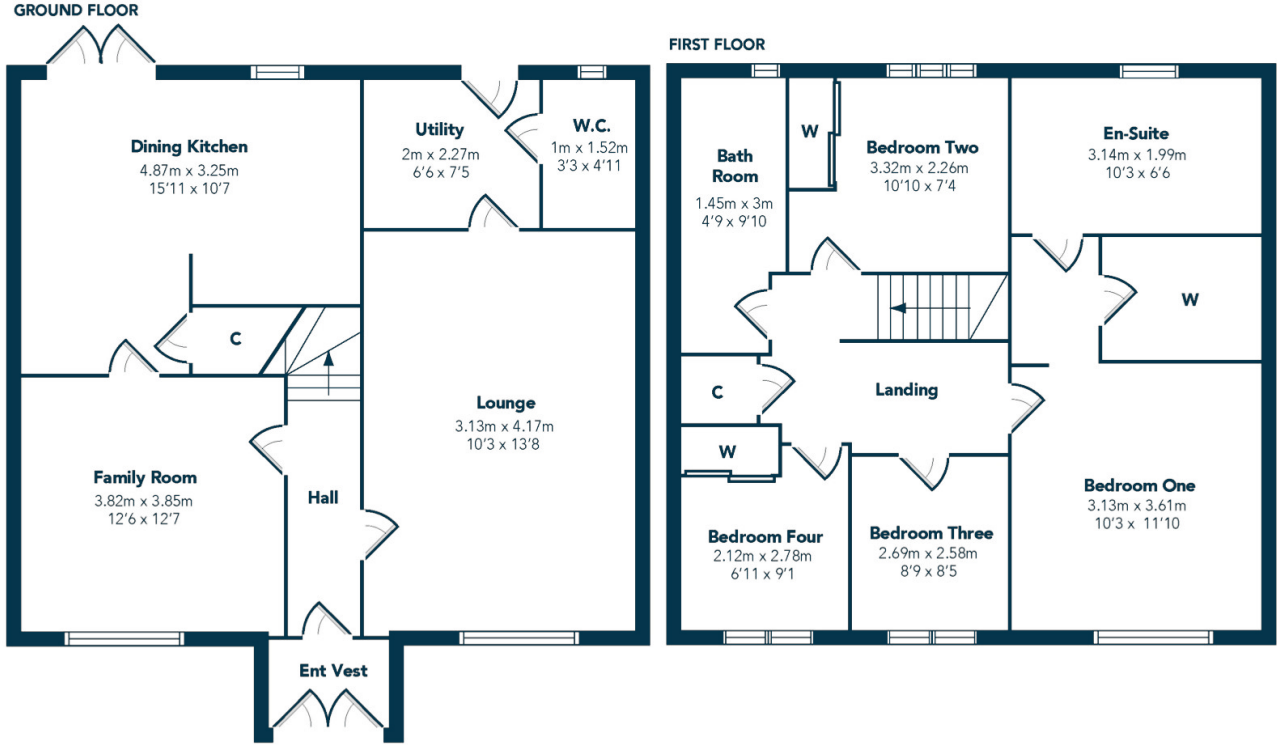 GROUND FLOOR
Dining Kitchen
4.87m x 3.25m
15'11 x 10'7
Utility
2m x 2.27m
6'6 x 7'5
W.C.
1m x 1.52m
3'3 x 4'11
C
Lounge
3.13m x 4.17m
10'3 x 13'8
Family Room
3.82m x 3.85m
12'6 x 12'7
Hall
Ent Vest
FIRST FLOOR
Bath
Room
1.45m x 3m
4'9 x 9'10
W
Bedroom Two
3.32m x 2.26m
10'10 x 7'4
En-Suite
3.14m x 1.99m
10'3 x 6'6
W
C
Landing
W
Bedroom One
3.13m x 3.61m
10'3 x 11'10
Bedroom Four
2.12m x 2.78m
6'11 x 9'1
Bedroom Three
2.69m x 2.58m
8'9 x 8'5